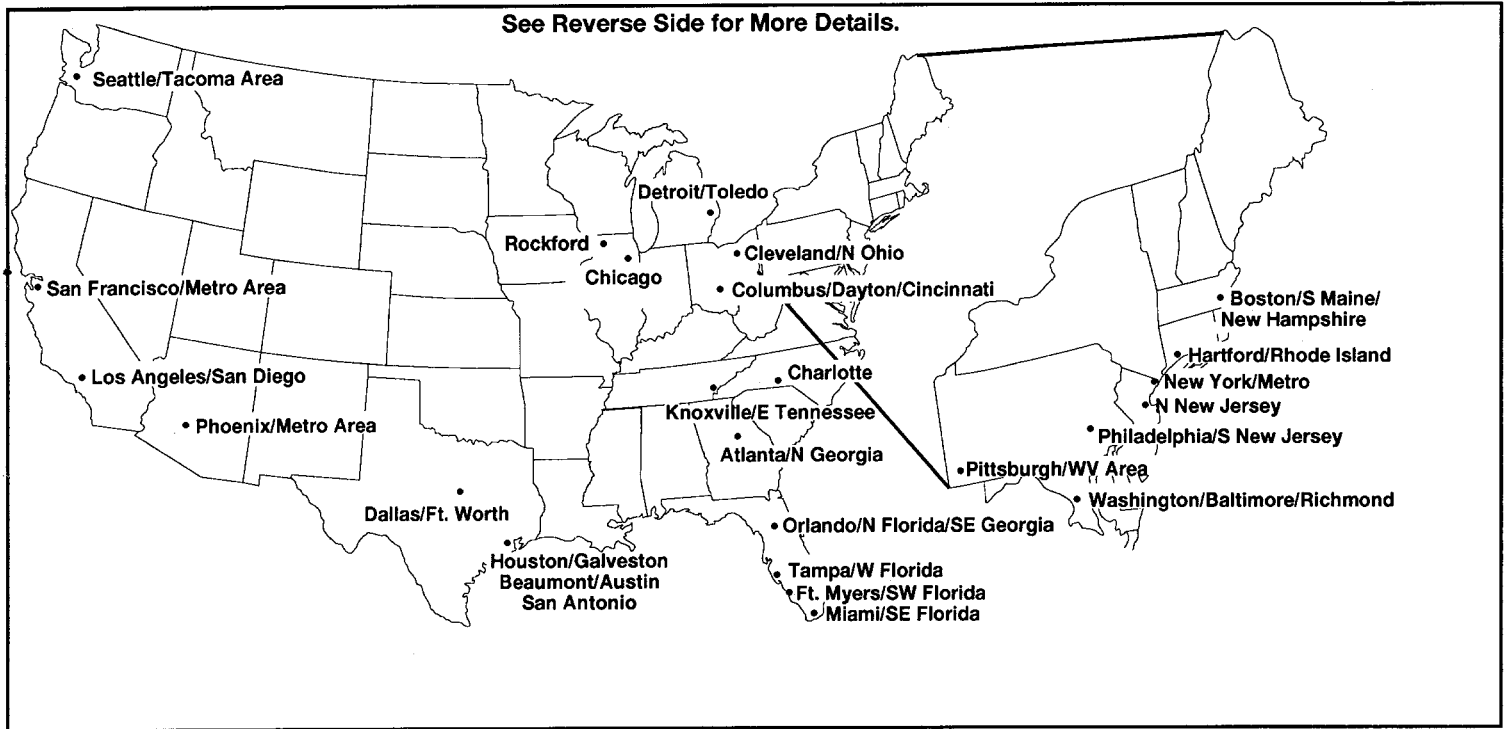 See Reverse Side for More Details.
Seattle/Tacoma Area
Detroit/Toledo
Rockford
Cleveland/N Ohio
Chicago
San Francisco/Metro Area
Columbus/Dayton/Cincinnati
Boston/S Maine/
New Hampshire
Hartford/Rhode Island
Los Angeles/San Diego
Charlotte
New York/Metro
N New Jersey
Knoxville/E Tennessee
Phoenix/Metro Area
Philadelphia/S New Jersey
Atlanta/N Georgia
Pittsburgh/WV Area
Washington/Baltimore/Richmond
Dallas/Ft. Worth
Orlando/N Florida/SE Georgia
Houston/Galveston
Beaumont/Austin
San Antonio
Tampa/W Florida
Ft. Myers/SW Florida
Miami/SE Florida